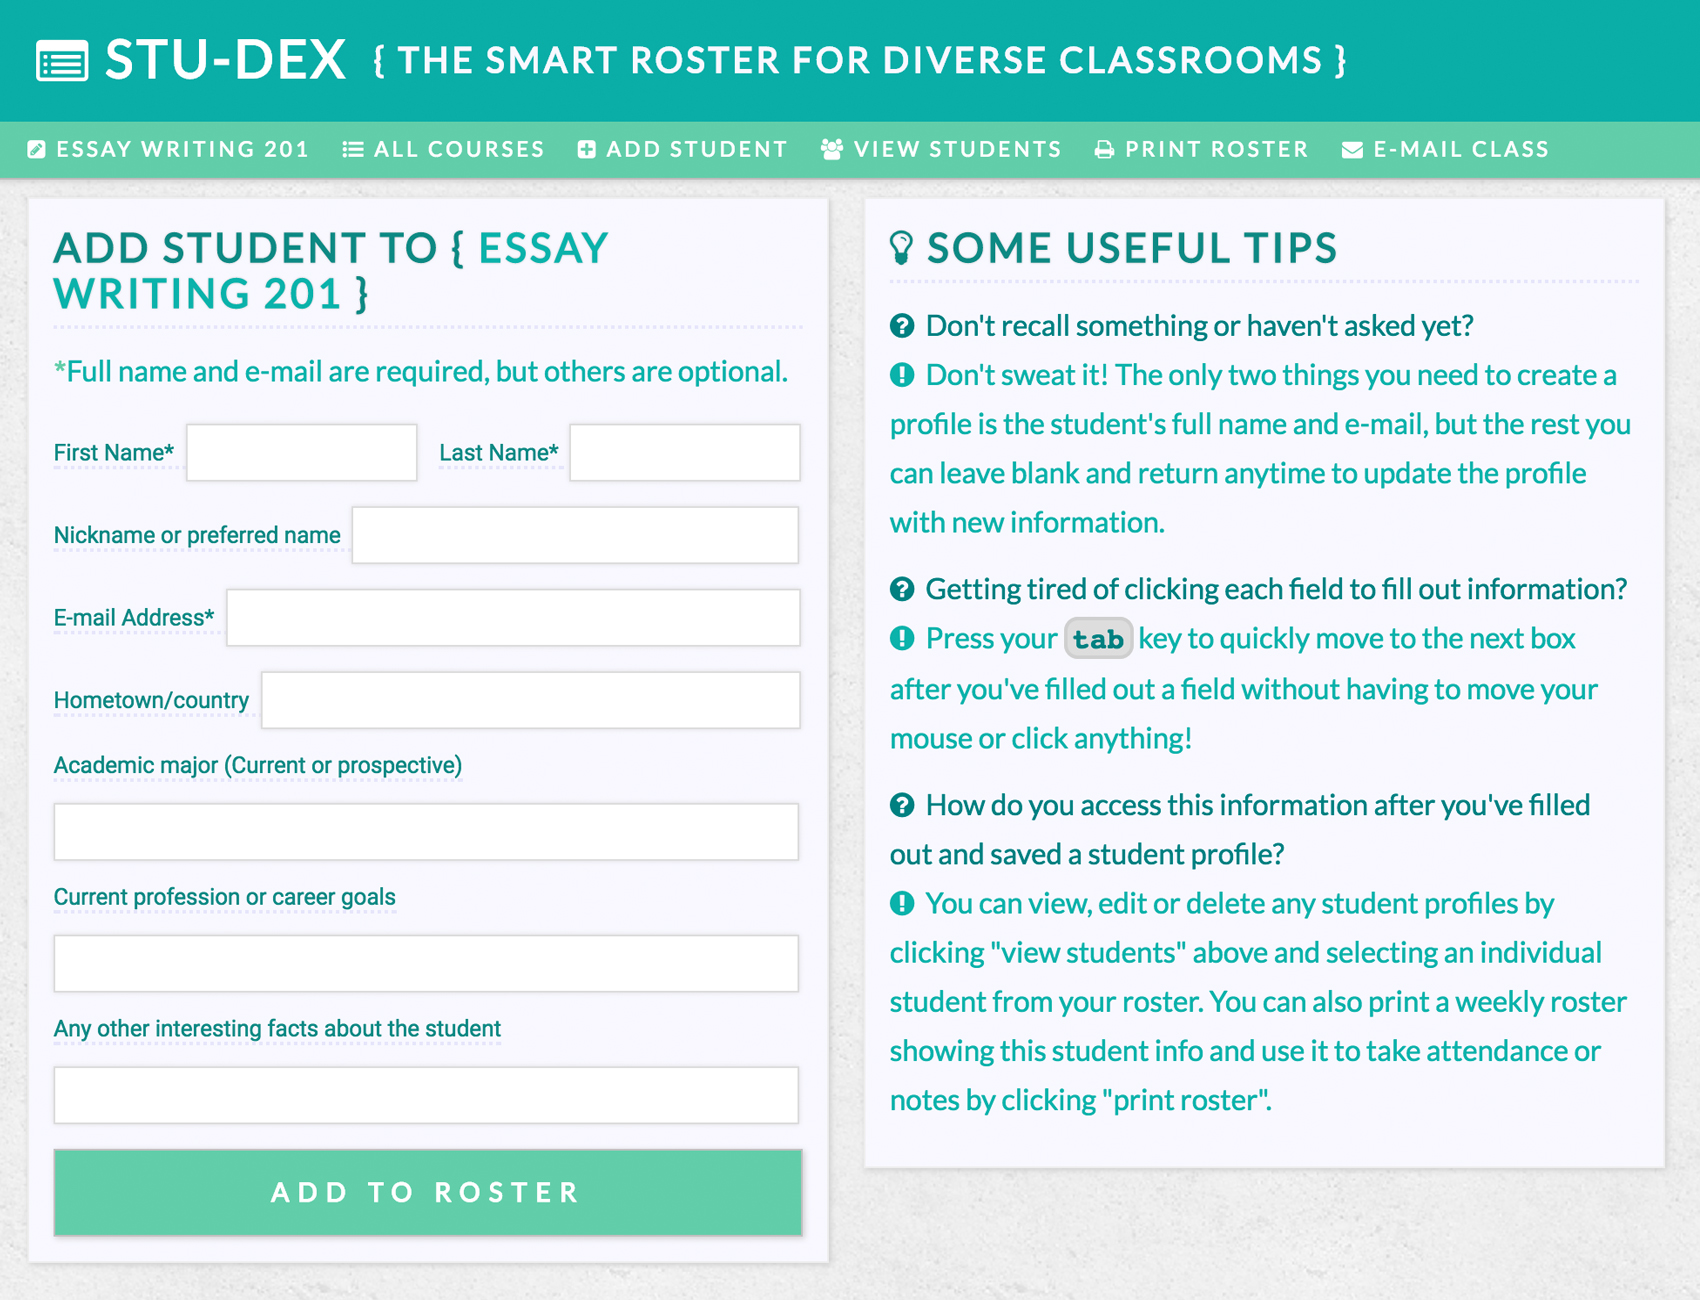 STU-DEX { THE SMART ROSTER FOR DIVERSE CLASSROOMS }
ESSAY WRITING 201 ALL COURSES ADD STUDENT VIEW STUDENTS PRINT ROSTER E-MAIL CLASS
ADD STUDENT TO { ESSAY
WRITING 201 }
*Full name and e-mail are required, but others are optional.
First Name* Last Name*
Nickname or preferred name
E-mail Address*
Hometown/country
Academic major (Current or prospective)
Current profession or career goals
Any other interesting facts about the student
ADD TO ROSTER
SOME USEFUL TIPS
Don't recall something or haven't asked yet?
Don't sweat it! The only two things you need to create a
profile is the student's full name and e-mail, but the rest you
can leave blank and return anytime to update the profile
with new information.
Getting tired of clicking each field to fill out information?
Press your tab key to quickly move to the next box
after you've filled out a field without having to move your
mouse or click anything!
How do you access this information after you've filled
out and saved a student profile?
You can view, edit or delete any student profiles by
clicking "view students" above and selecting an individual
student from your roster. You can also print a weekly roster
showing this student info and use it to take attendance or
notes by clicking "print roster".